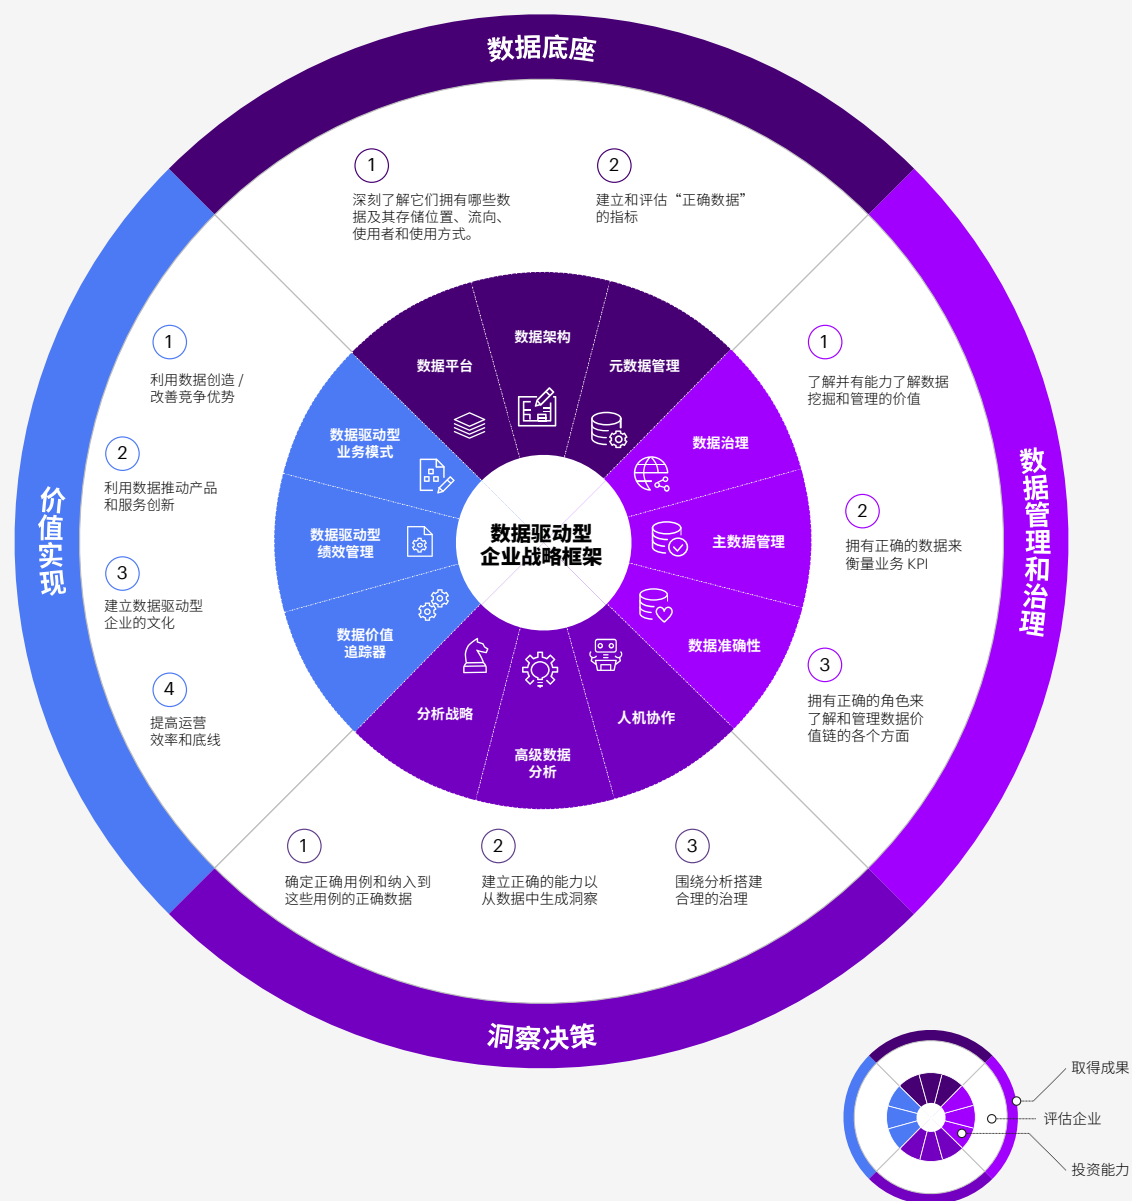 数据底座
1
深刻了解它们拥有哪些数
据及其存储位置、流向、
使用者和使用方式。
2
建立和评估“正确数据”
的指标
数据管理和治理
1
了解并有能力了解数据
挖掘和管理的价值
2
拥有正确的数据来
衡量业务 KPI
3
拥有正确的角色来
了解和管理数据价
值链的各个方面
洞察决策
1
确定正确用例和纳入到
这些用例的正确数据
2
建立正确的能力以
从数据中生成洞察
3
围绕分析搭建
合理的治理
价值实现
1
利用数据创造 /
改善竞争优势
2
利用数据推动产品
和服务创新
3
建立数据驱动型
企业的文化
4
提高运营
效率和底线
数据平台
数据架构
元数据管理
数据治理
主数据管理
数据准确性
人机协作
高级数据
分析
分析战略
数据价值
追踪器
数据驱动型
绩效管理
数据驱动型
业务模式
数据驱动型
企业战略框架
取得成果
评估企业
投资能力